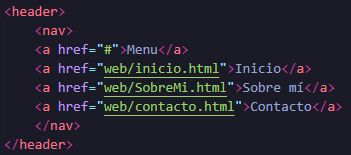 <header>
<nav>
<a href="#">Menu</a>
<a href="web/inicio.html">Inicio</a>
<a href="web/SobreMi.html">Sobre mí</a>
<a href="web/contacto.html">Contacto</a>
</nav>
</header>